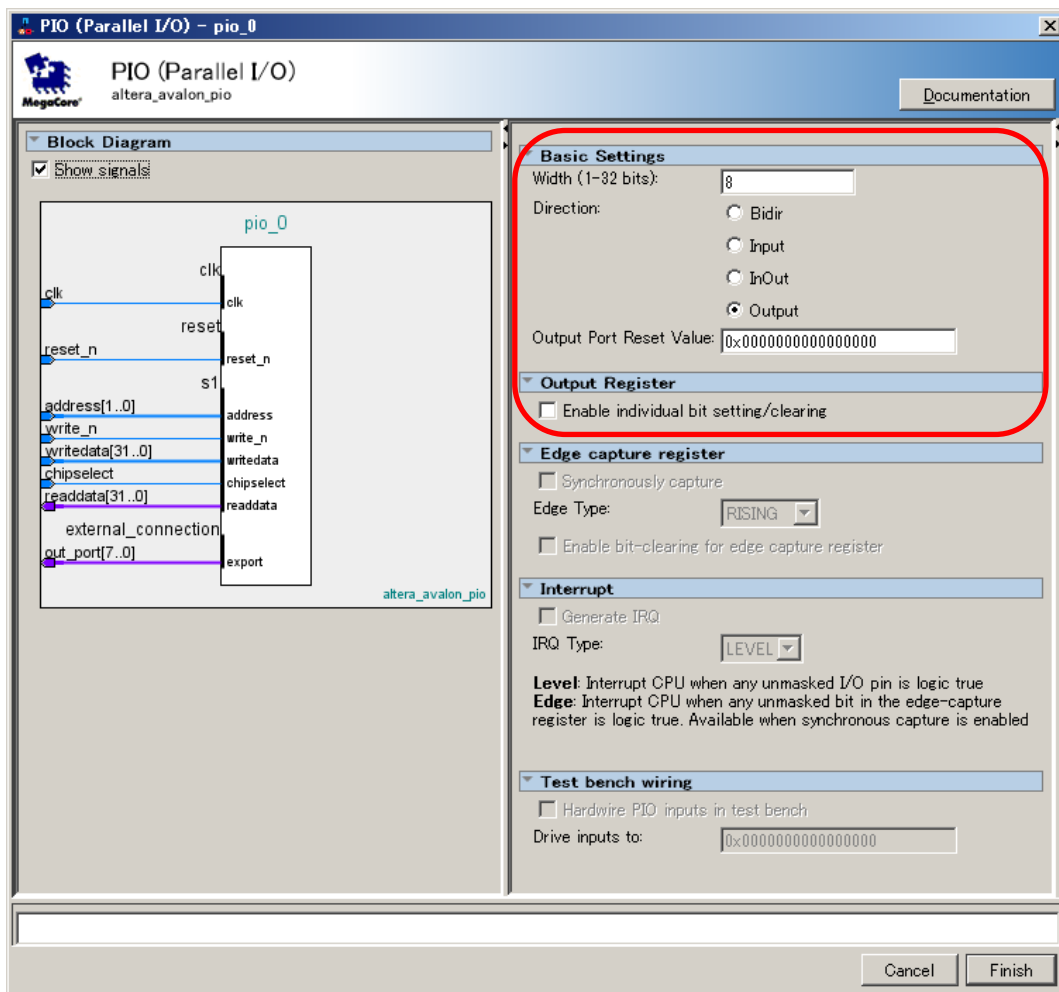 PIO (Parallel I/O) - pio_0
MegaCore®
PIO (Parallel I/O)
altera_avalon_pio
Documentation
Block Diagram
Show signals
pio_0
clk
clk
clk
reset
reset_n
reset_n
s1
address[1..0]
address
write_n
write_n
writedata[31..0]
writedata
chipselect
chipselect
readdata[31..0]
readdata
external_connection
out_port[7..0]
export
altera_avalon_pio
Basic Settings
Width (1-32 bits): 8
Direction: Bidir
Input
InOut
Output
Output Port Reset Value: 0x0000000000000000
Output Register
Enable individual bit setting/clearing
Edge capture register
Synchronously capture
Edge Type: RISING
Enable bit-clearing for edge capture register
Interrupt
Generate IRQ
IRQ Type: LEVEL
Level: Interrupt CPU when any unmasked I/O pin is logic true
Edge: Interrupt CPU when any unmasked bit in the edge-capture
register is logic true. Available when synchronous capture is enabled
Test bench wiring
Hardwire PIO inputs in test bench
Drive inputs to: 0x0000000000000000
Cancel
Finish